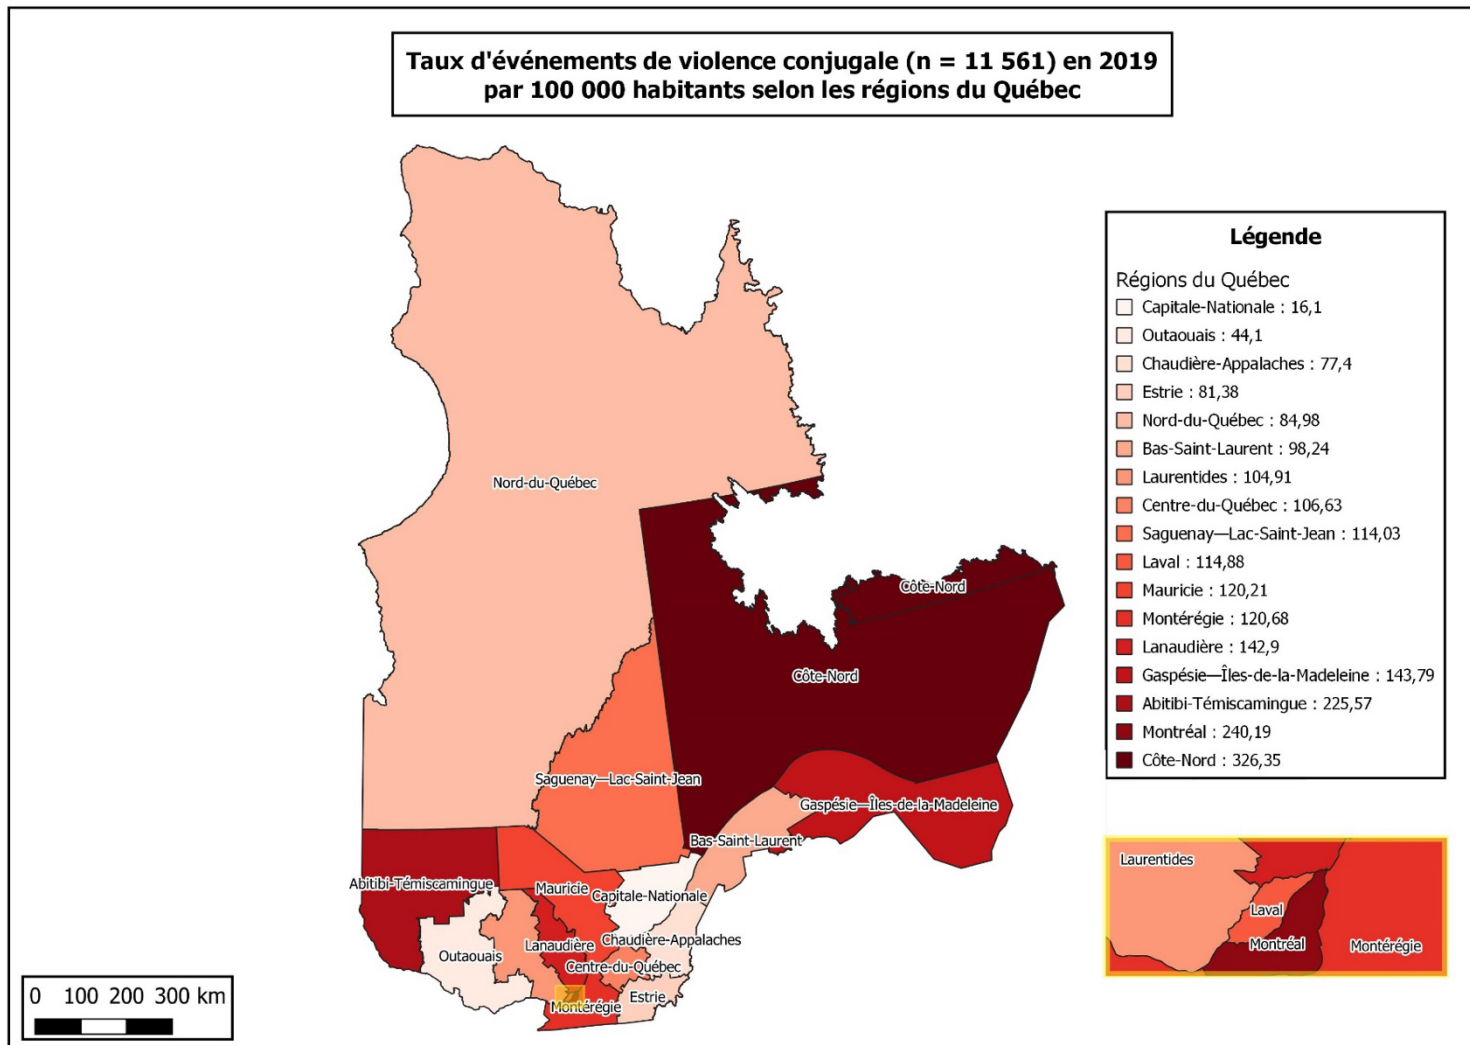 Taux d'événements de violence conjugale (n = 11 561) en 2019
par 100 000 habitants selon les régions du Québec
Légende
Régions du Québec
Capitale-Nationale : 16,1
Outaouais : 44,1
Chaudière-Appalaches : 77,4
Estrie : 81,38
Nord-du-Québec : 84,98
Bas-Saint-Laurent : 98,24
Laurentides : 104,91
Centre-du-Québec : 106,63
Saguenay—Lac-Saint-Jean : 114,03
Laval : 114,88
Mauricie : 120,21
Montérégie : 120,68
Lanaudière : 142,9
Gaspésie—Îles-de-la-Madeleine : 143,79
Abitibi-Témiscamingue : 225,57
Montréal : 240,19
Côte-Nord : 326,35
Nord-du-Québec
Côte-Nord
Côte-Nord
Saguenay—Lac-Saint-Jean
Gaspésie—Îles-de-la-Madeleine
Bas-Saint-Laurent
Abitibi-Témiscamingue
Mauricie
Capitale-Nationale
Chaudière-Appalaches
Lanaudière
Outaouais
Centre-du-Québec
Estrie
Montérégie
Laurentides
Laval
Montréal
Montérégie
0 100 200 300 km